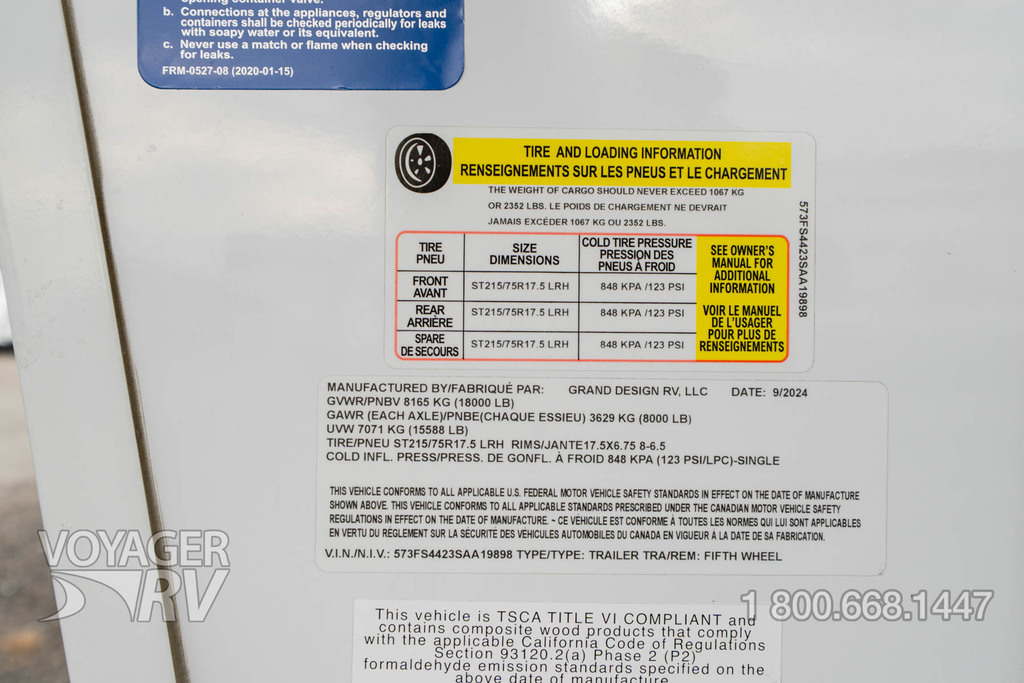 opening container valve.
b. Connections at the appliances, regulators and
containers shall be checked periodically for leaks
with soapy water or its equivalent.
c. Never use a match or flame when checking
for leaks.
FRM-0527-08 (2020-01-15)
TIRE AND LOADING INFORMATION
RENSEIGNEMENTS SUR LES PNEUS ET LE CHARGEMENT
THE WEIGHT OF CARGO SHOULD NEVER EXCEED 1067 KG
OR 2352 LBS. LE POIDS DE CHARGEMENT NE DEVRAIT
JAMAIS EXCÉDER 1067 KG OU 2352 LBS.
573FS4423SAA19898
TIRE
PNEU
SIZE
DIMENSIONS
COLD TIRE PRESSURE
PRESSION DES
PNEUS À FROID
FRONT
AVANT
ST215/75R17.5 LRH
848 KPA /123 PSI
REAR
ARRIÈRE
ST215/75R17.5 LRH
848 KPA /123 PSI
SPARE
DE SECOURS
ST215/75R17.5 LRH
848 KPA /123 PSI
SEE OWNER'S
MANUAL FOR
ADDITIONAL
INFORMATION
VOIR LE MANUEL
DE L'USAGER
POUR PLUS DE
RENSEIGNEMENTS
MANUFACTURED BY/FABRIQUÉ PAR: GRAND DESIGN RV, LLC DATE: 9/2024
GVWR/PNBV 8165 KG (18000 LB)
GAWR (EACH AXLE)/PNBE(CHAQUE ESSIEU) 3629 KG (8000 LB)
UVW 7071 KG (15588 LB)
TIRE/PNEU ST215/75R17.5 LRH RIMS/JANTE17.5X6.75 8-6.5
COLD INFL. PRESS/PRESS. DE GONFL. À FROID 848 KPA (123 PSI/LPC)-SINGLE
THIS VEHICLE CONFORMS TO ALL APPLICABLE U.S. FEDERAL MOTOR VEHICLE SAFETY STANDARDS IN EFFECT ON THE DATE OF MANUFACTURE
SHOWN ABOVE. THIS VEHICLE CONFORMS TO ALL APPLICABLE STANDARDS PRESCRIBED UNDER THE CANADIAN MOTOR VEHICLE SAFETY
REGULATIONS IN EFFECT ON THE DATE OF MANUFACTURE. ~ CE VÉHICULE EST CONFORME À TOUTES LES NORMES QUI LUI SONT APPLICABLES
EN VERTU DU RÈGLEMENT SUR LA SÉCURITÉ DES VÉHICULES AUTOMOBILES DU CANADA EN VIGUEUR À LA DATE DE SA FABRICATION.
V.I.N./N.I.V.: 573FS4423SAA19898 TYPE/TYPE: TRAILER TRA/REM: FIFTH WHEEL
VOYAGER
RV
1 800.668.1447
This vehicle is TSCA TITLE VI COMPLIANT and
contains composite wood products that comply
with the applicable California Code of Regulations
Section 93120.2(a) Phase 2 (P2)
formaldehyde emission standards specified on the
above date of manufacture